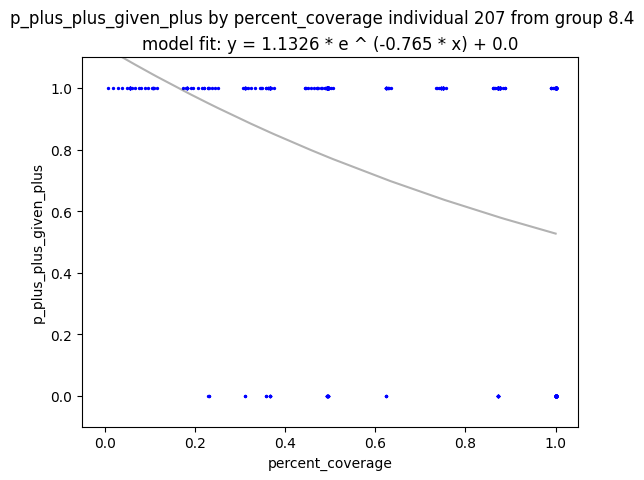 p_plus_plus_given_plus by percent_coverage individual 207 from group 8.4
model fit: y = 1.1326 * e ^ (-0.765 * x) + 0.0
1.0
0.8
0.6
0.4
0.2
0.0
p_plus_plus_given_plus
0.0 0.2 0.4 0.6 0.8 1.0
percent_coverage